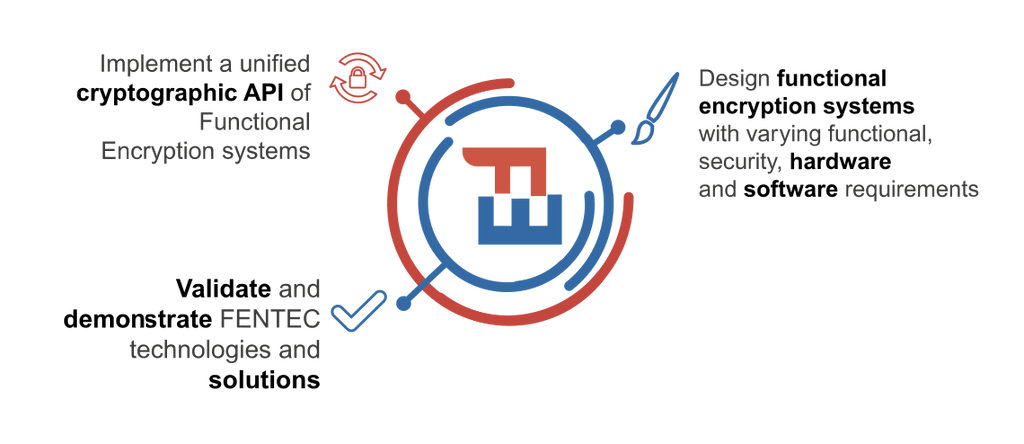 Implement a unified
cryptographic API of
Functional
Encryption systems
Design functional
encryption systems
with varying functional,
security, hardware
and software requirements
Validate and
demonstrate FENTEC
technologies and
solutions